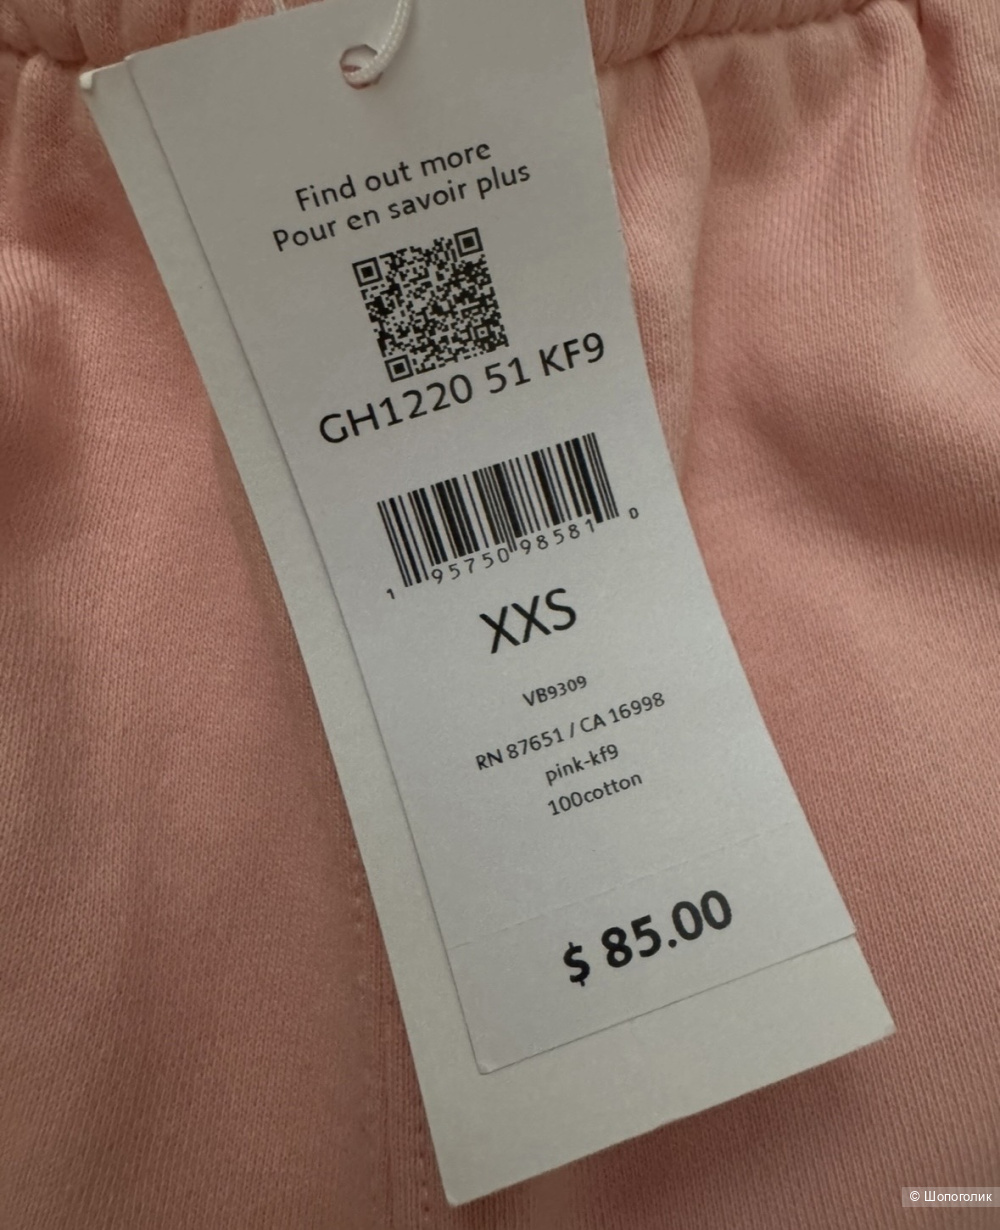 Find out more
Pour en savoir plus
GH1220 51 KF9
1 95750 98581 0
XXS
VB9309
RN 87651 / CA 16998
pink-kf9
100cotton
$ 85.00
© Шопоголик